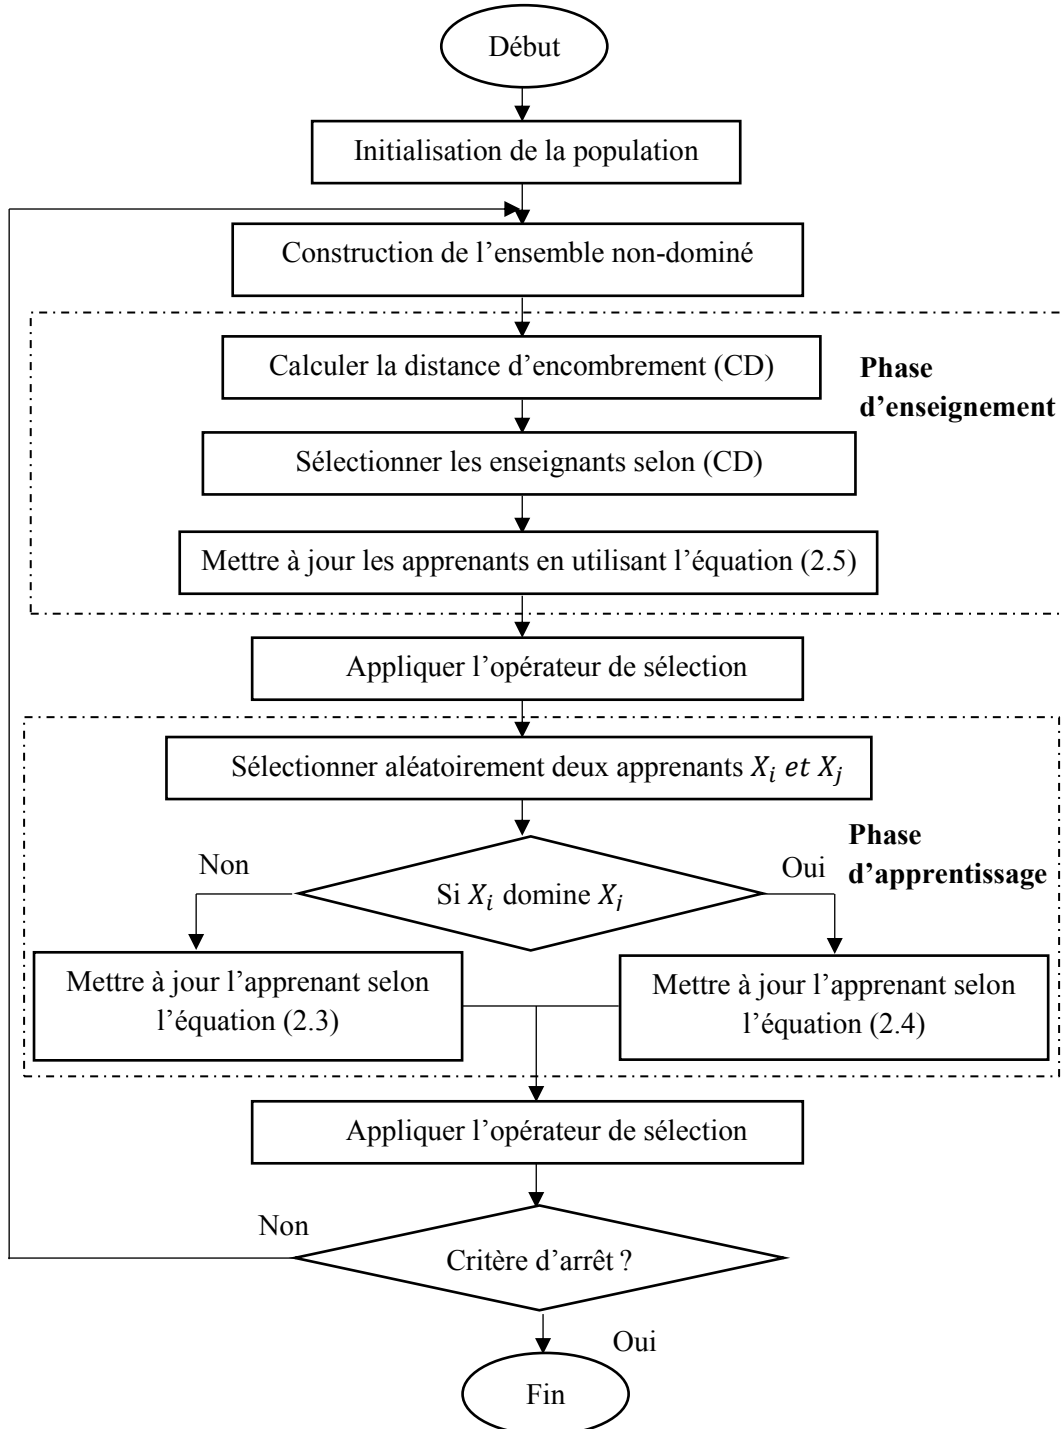 Début
Initialisation de la population
Construction de l’ensemble non-dominé
Calculer la distance d’encombrement (CD)
Phase
d’enseignement
Sélectionner les enseignants selon (CD)
Mettre à jour les apprenants en utilisant l’équation (2.5)
Appliquer l’opérateur de sélection
Sélectionner aléatoirement deux apprenants X_i et X_j
Phase
d’apprentissage
Non
Oui
Si X_i domine X_j
Mettre à jour l’apprenant selon
l’équation (2.3)
Mettre à jour l’apprenant selon
l’équation (2.4)
Appliquer l’opérateur de sélection
Non
Critère d’arrêt ?
Oui
Fin